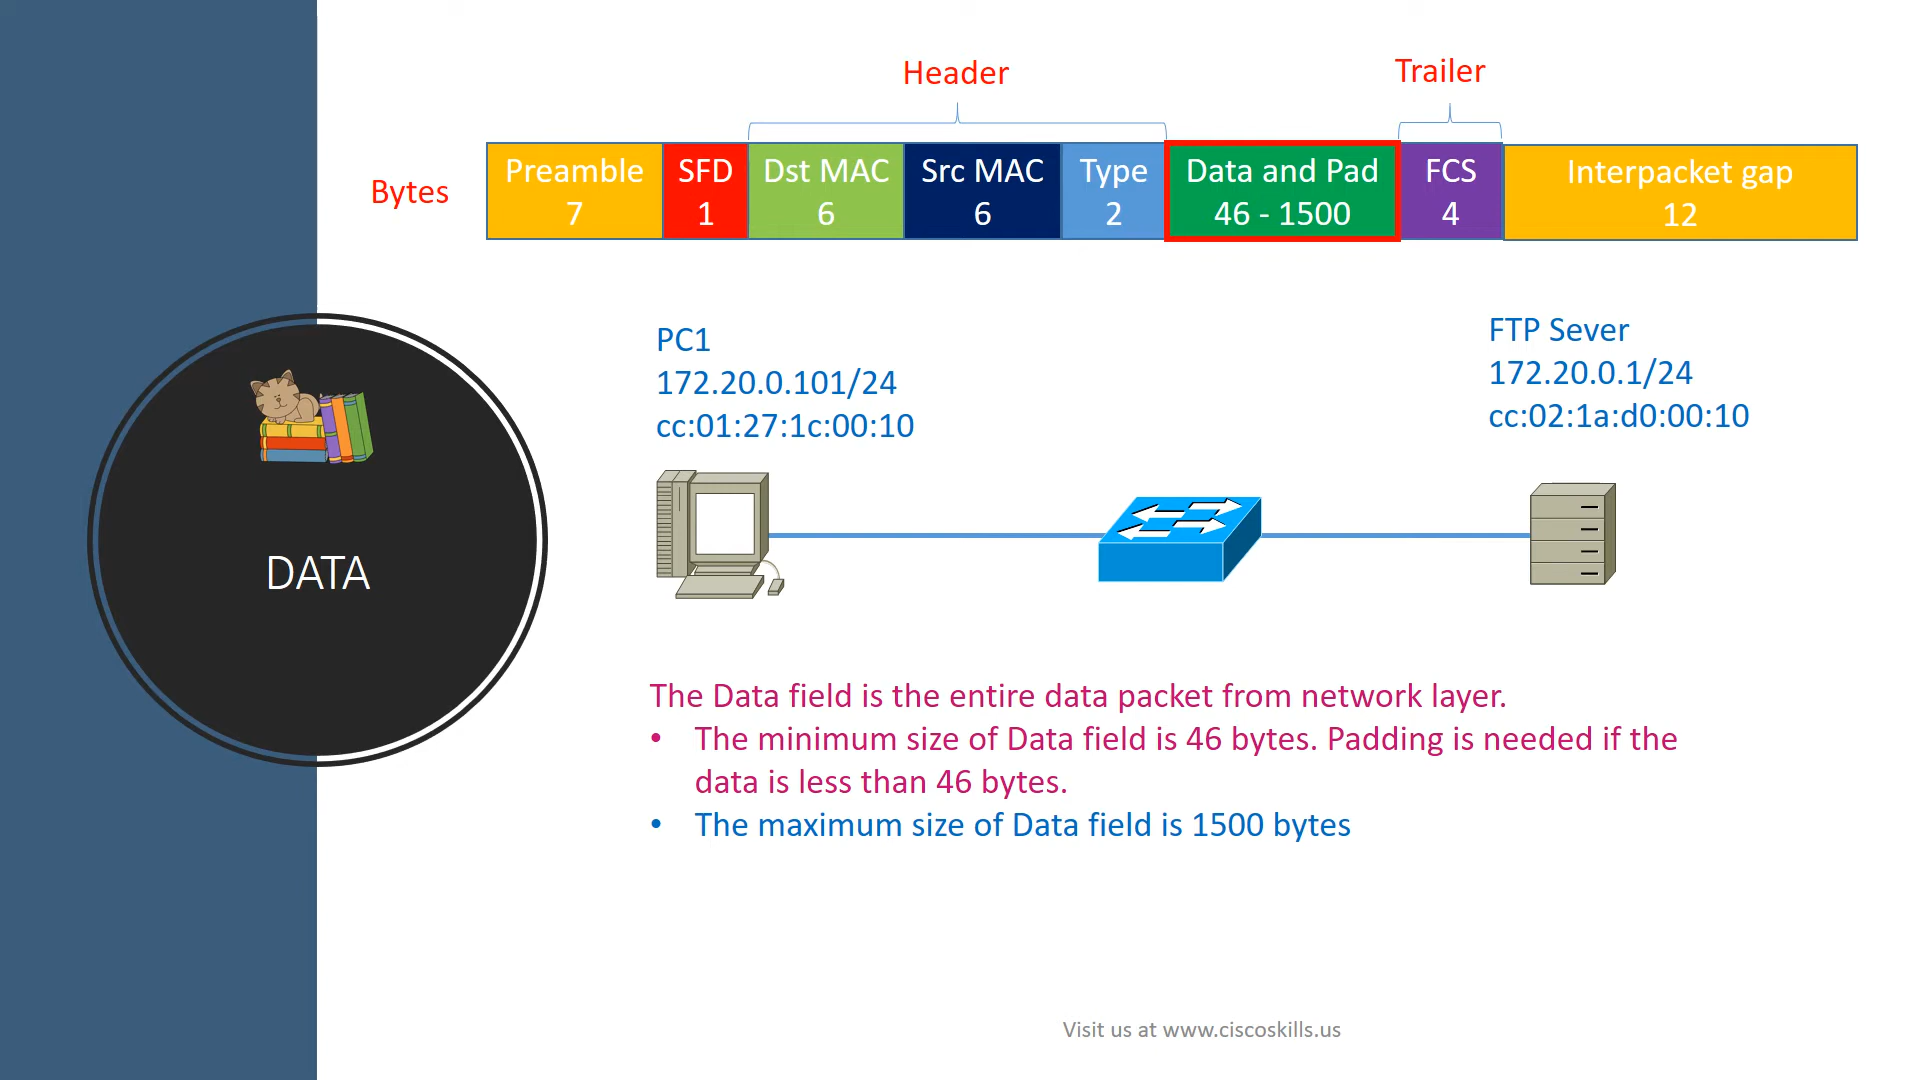 Header
Trailer
Bytes
Preamble
7
SFD
1
Dst MAC
6
Src MAC
6
Type
2
Data and Pad
46 - 1500
FCS
4
Interpacket gap
12
PC1
172.20.0.101/24
cc:01:27:1c:00:10
FTP Sever
172.20.0.1/24
cc:02:1a:d0:00:10
DATA
The Data field is the entire data packet from network layer.
• The minimum size of Data field is 46 bytes. Padding is needed if the
data is less than 46 bytes.
• The maximum size of Data field is 1500 bytes
Visit us at www.ciscoskills.us